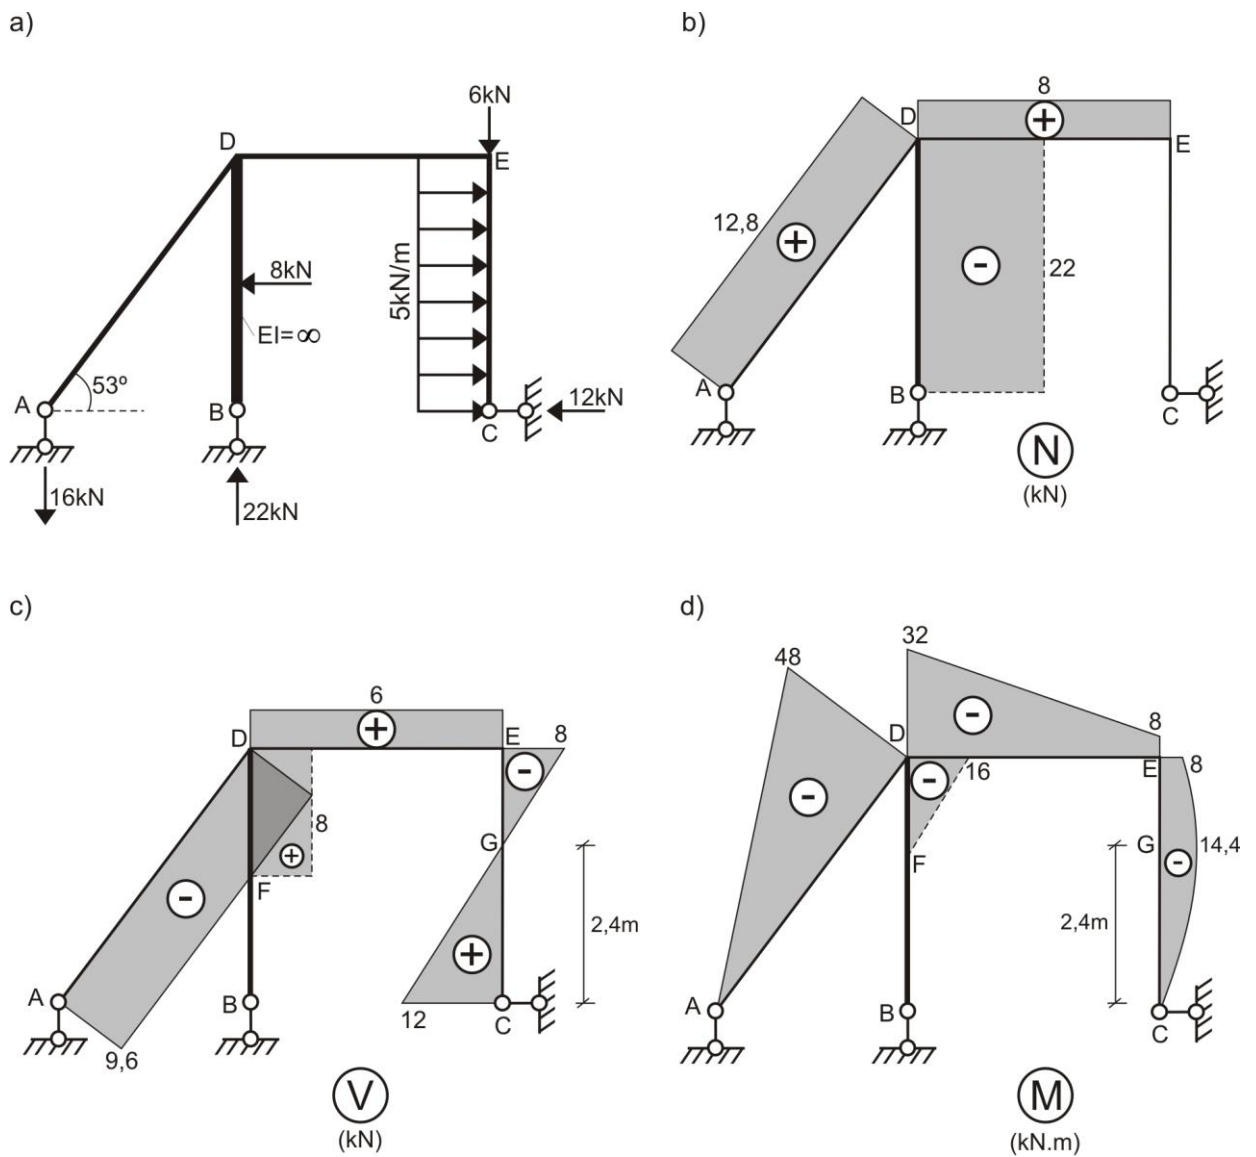 a)
6kN
D
E
8kN
5kN/m
EI=∞
53º
A
B
C
12kN
16kN
22kN
b)
8
D
E
12,8
+
+
-
22
A
B
C
N
(kN)
c)
6
D
+
E
8
-
8
G
+
F
-
2,4m
+
A
B
C
12
9,6
V
(kN)
d)
32
48
-
8
D
E
8
-
16
-
G
14,4
F
-
2,4m
A
B
C
M
(kN.m)